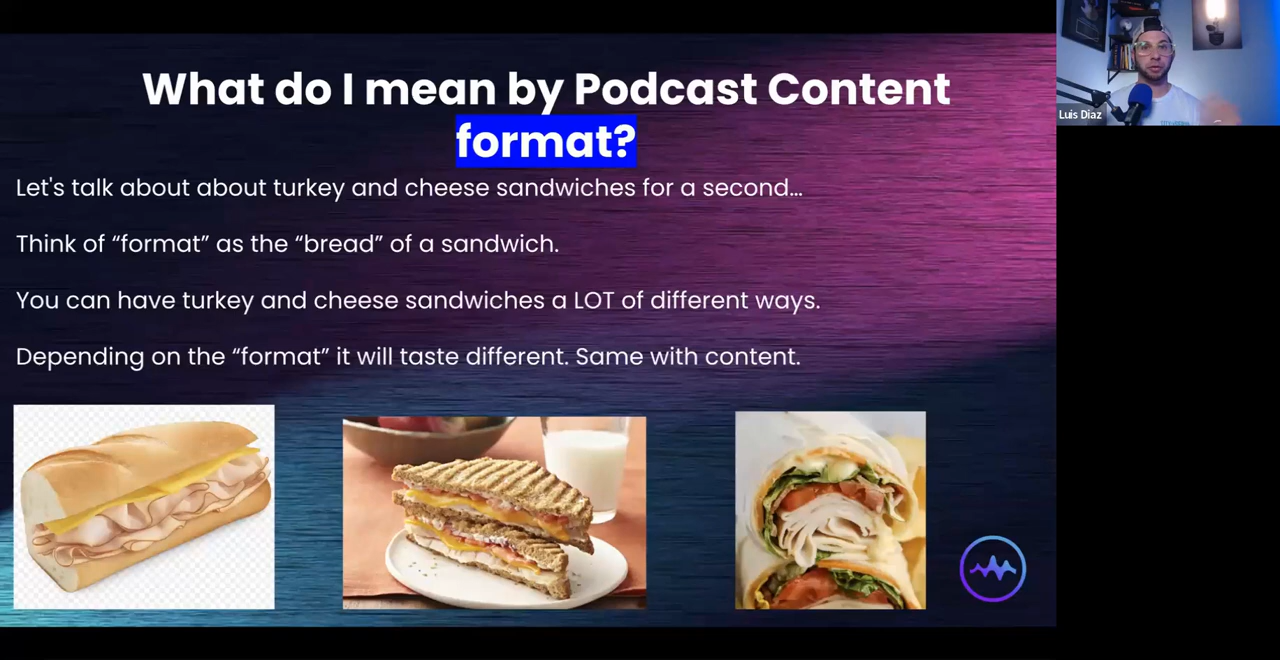 What do I mean by Podcast Content
format?
Let's talk about about turkey and cheese sandwiches for a second...
Think of “format” as the “bread” of a sandwich.
You can have turkey and cheese sandwiches a LOT of different ways.
Depending on the “format” it will taste different. Same with content.
Luis Diaz